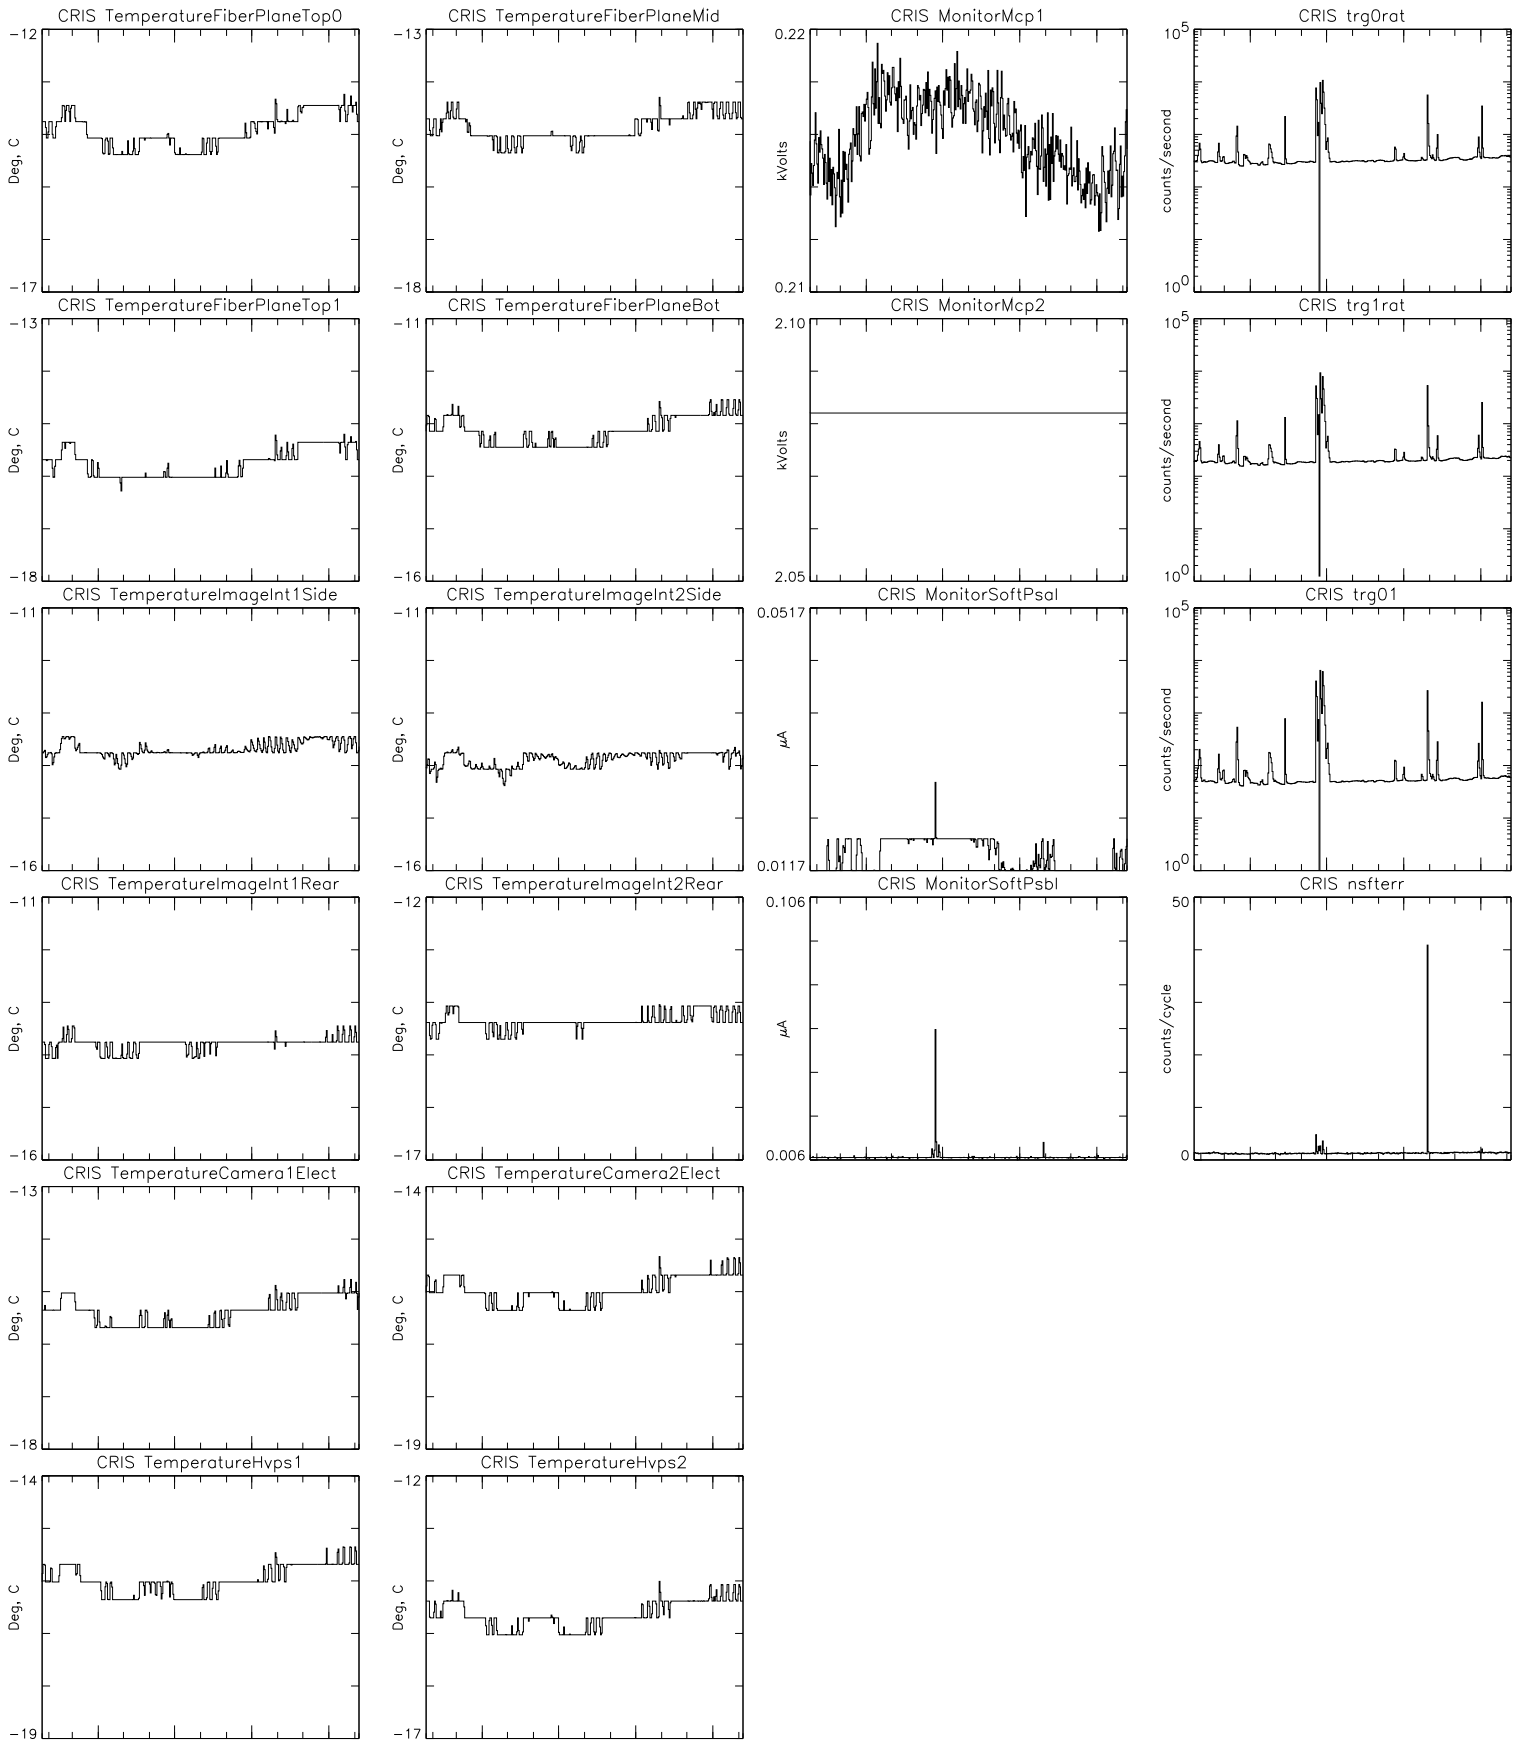 CRIS TemperatureFiberPlaneTop0
-12
Deg, C
-17
CRIS TemperatureFiberPlaneMid
-13
Deg, C
-18
CRIS MonitorMcp1
0.22
kVolts
0.21
CRIS trg0rat
10^5
counts/second
10^0
CRIS TemperatureFiberPlaneTop1
-13
Deg, C
-18
CRIS TemperatureFiberPlaneBot
-11
Deg, C
-16
CRIS MonitorMcp2
2.10
kVolts
2.05
CRIS trg1rat
10^5
counts/second
10^0
CRIS TemperatureImageInt1Side
-11
Deg, C
-16
CRIS TemperatureImageInt2Side
-11
Deg, C
-16
CRIS MonitorSoftPsaI
0.0517
μA
0.0117
CRIS trg01
10^5
counts/second
10^0
CRIS TemperatureImageInt1Rear
-11
Deg, C
-16
CRIS TemperatureImageInt2Rear
-12
Deg, C
-17
CRIS MonitorSoftPsbI
0.106
μA
0.006
CRIS nsfterr
50
counts/cycle
0
CRIS TemperatureCamera1Elect
-13
Deg, C
-18
CRIS TemperatureCamera2Elect
-14
Deg, C
-19
CRIS TemperatureHvps1
-14
Deg, C
-19
CRIS TemperatureHvps2
-12
Deg, C
-17